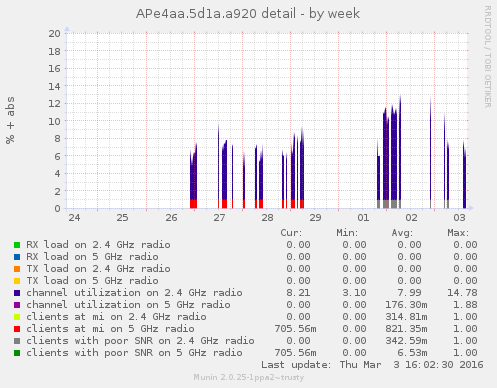 APe4aa.5d1a.a920 detail - by week
RRDTOOL / TOBI OETIKER
% + abs
20
18
16
14
12
10
8
6
4
2
0
24 25 26 27 28 29 01 02 03
Cur: Min: Avg: Max:
RX load on 2.4 GHz radio 0.00 0.00 0.00 0.00
RX load on 5 GHz radio 0.00 0.00 0.00 0.00
TX load on 2.4 GHz radio 0.00 0.00 0.00 0.00
TX load on 5 GHz radio 0.00 0.00 0.00 0.00
channel utilization on 2.4 GHz radio 8.21 3.10 7.99 14.78
channel utilization on 5 GHz radio 0.00 0.00 176.30m 1.88
clients at mi on 2.4 GHz radio 0.00 0.00 314.81m 1.00
clients at mi on 5 GHz radio 705.56m 0.00 821.35m 1.00
clients with poor SNR on 2.4 GHz radio 0.00 0.00 342.59m 1.00
clients with poor SNR on 5 GHz radio 705.56m 0.00 6.53m 1.00
Last update: Thu Mar 3 16:02:30 2016
Munin 2.0.25-1ppa2~trusty